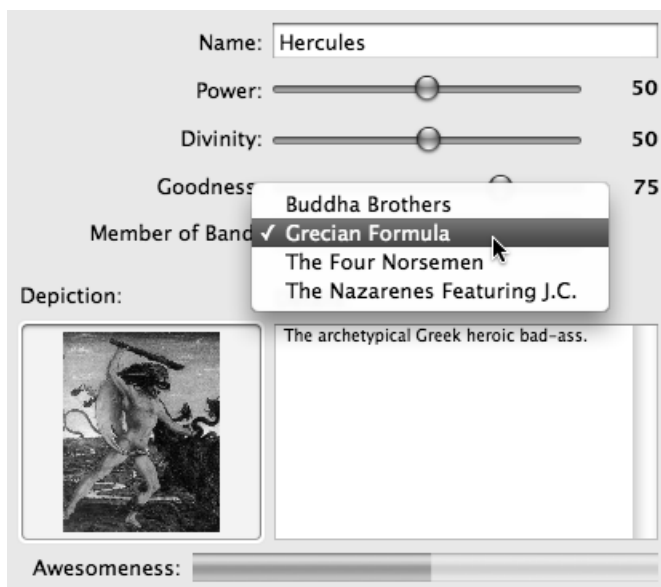 Name: Hercules
Power: 50
Divinity: 50
Goodness 75
Buddha Brothers
Member of Band ✓ Grecian Formula
The Four Norsemen
The Nazarenes Featuring J.C.
Depiction:
The archetypical Greek heroic bad-ass.
Awesomeness: